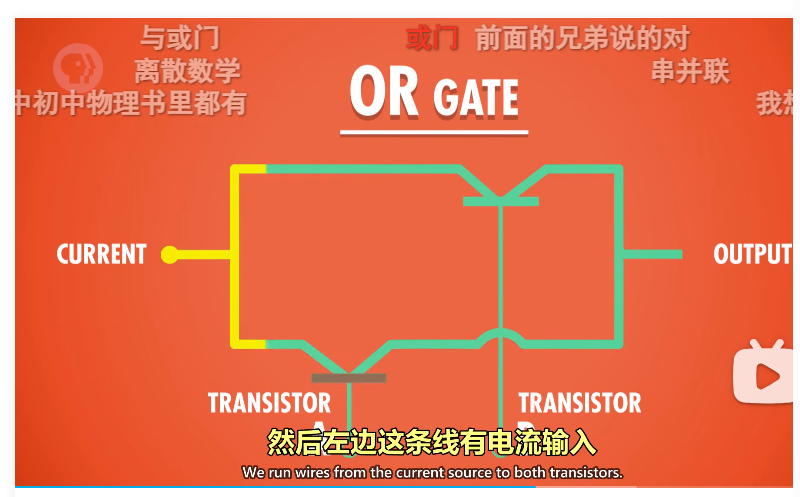 与或门
或门 前面的兄弟说的对
离散数学
串并联
中初中物理书里都有
我想
OR GATE
CURRENT
OUTPUT
TRANSISTOR
A
TRANSISTOR
然后左边这条线有电流输入
We run wires from the current source to both transistors.